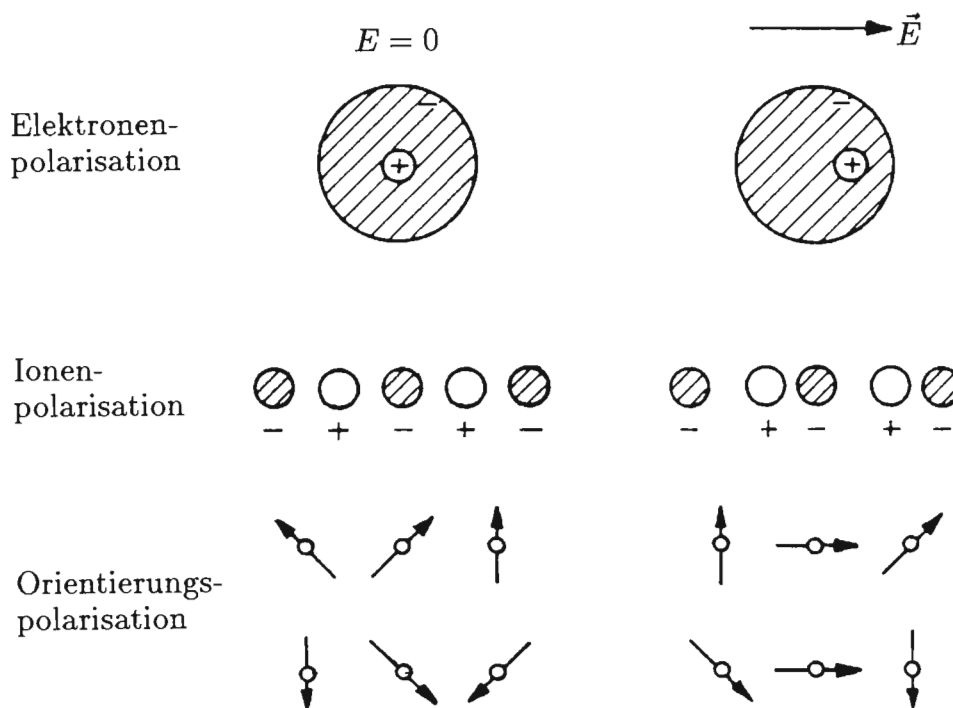 E = 0
E⃗
Elektronen-
polarisation
−
+
−
+
Ionen-
polarisation
− + − + −
− + − + −
Orientierungs-
polarisation